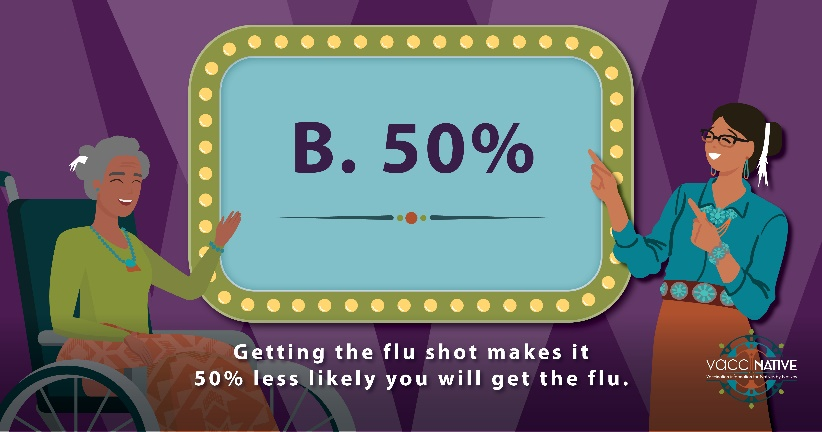 B. 50%
Getting the flu shot makes it
50% less likely you will get the flu.
VACCINATIVE